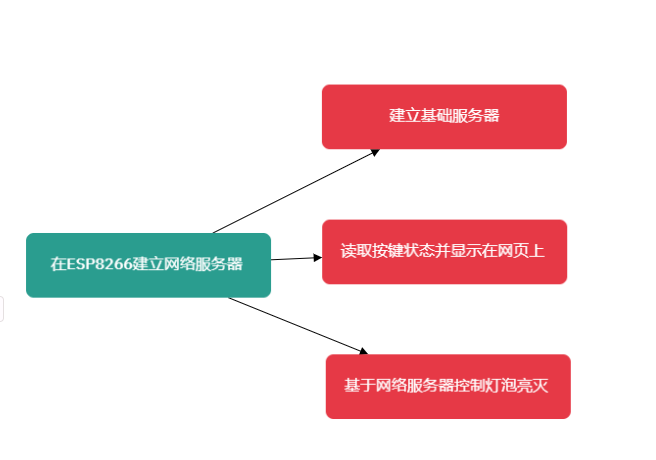 建立基础服务器
在ESP8266建立网络服务器
读取按键状态并显示在网页上
基于网络服务器控制灯泡亮灭